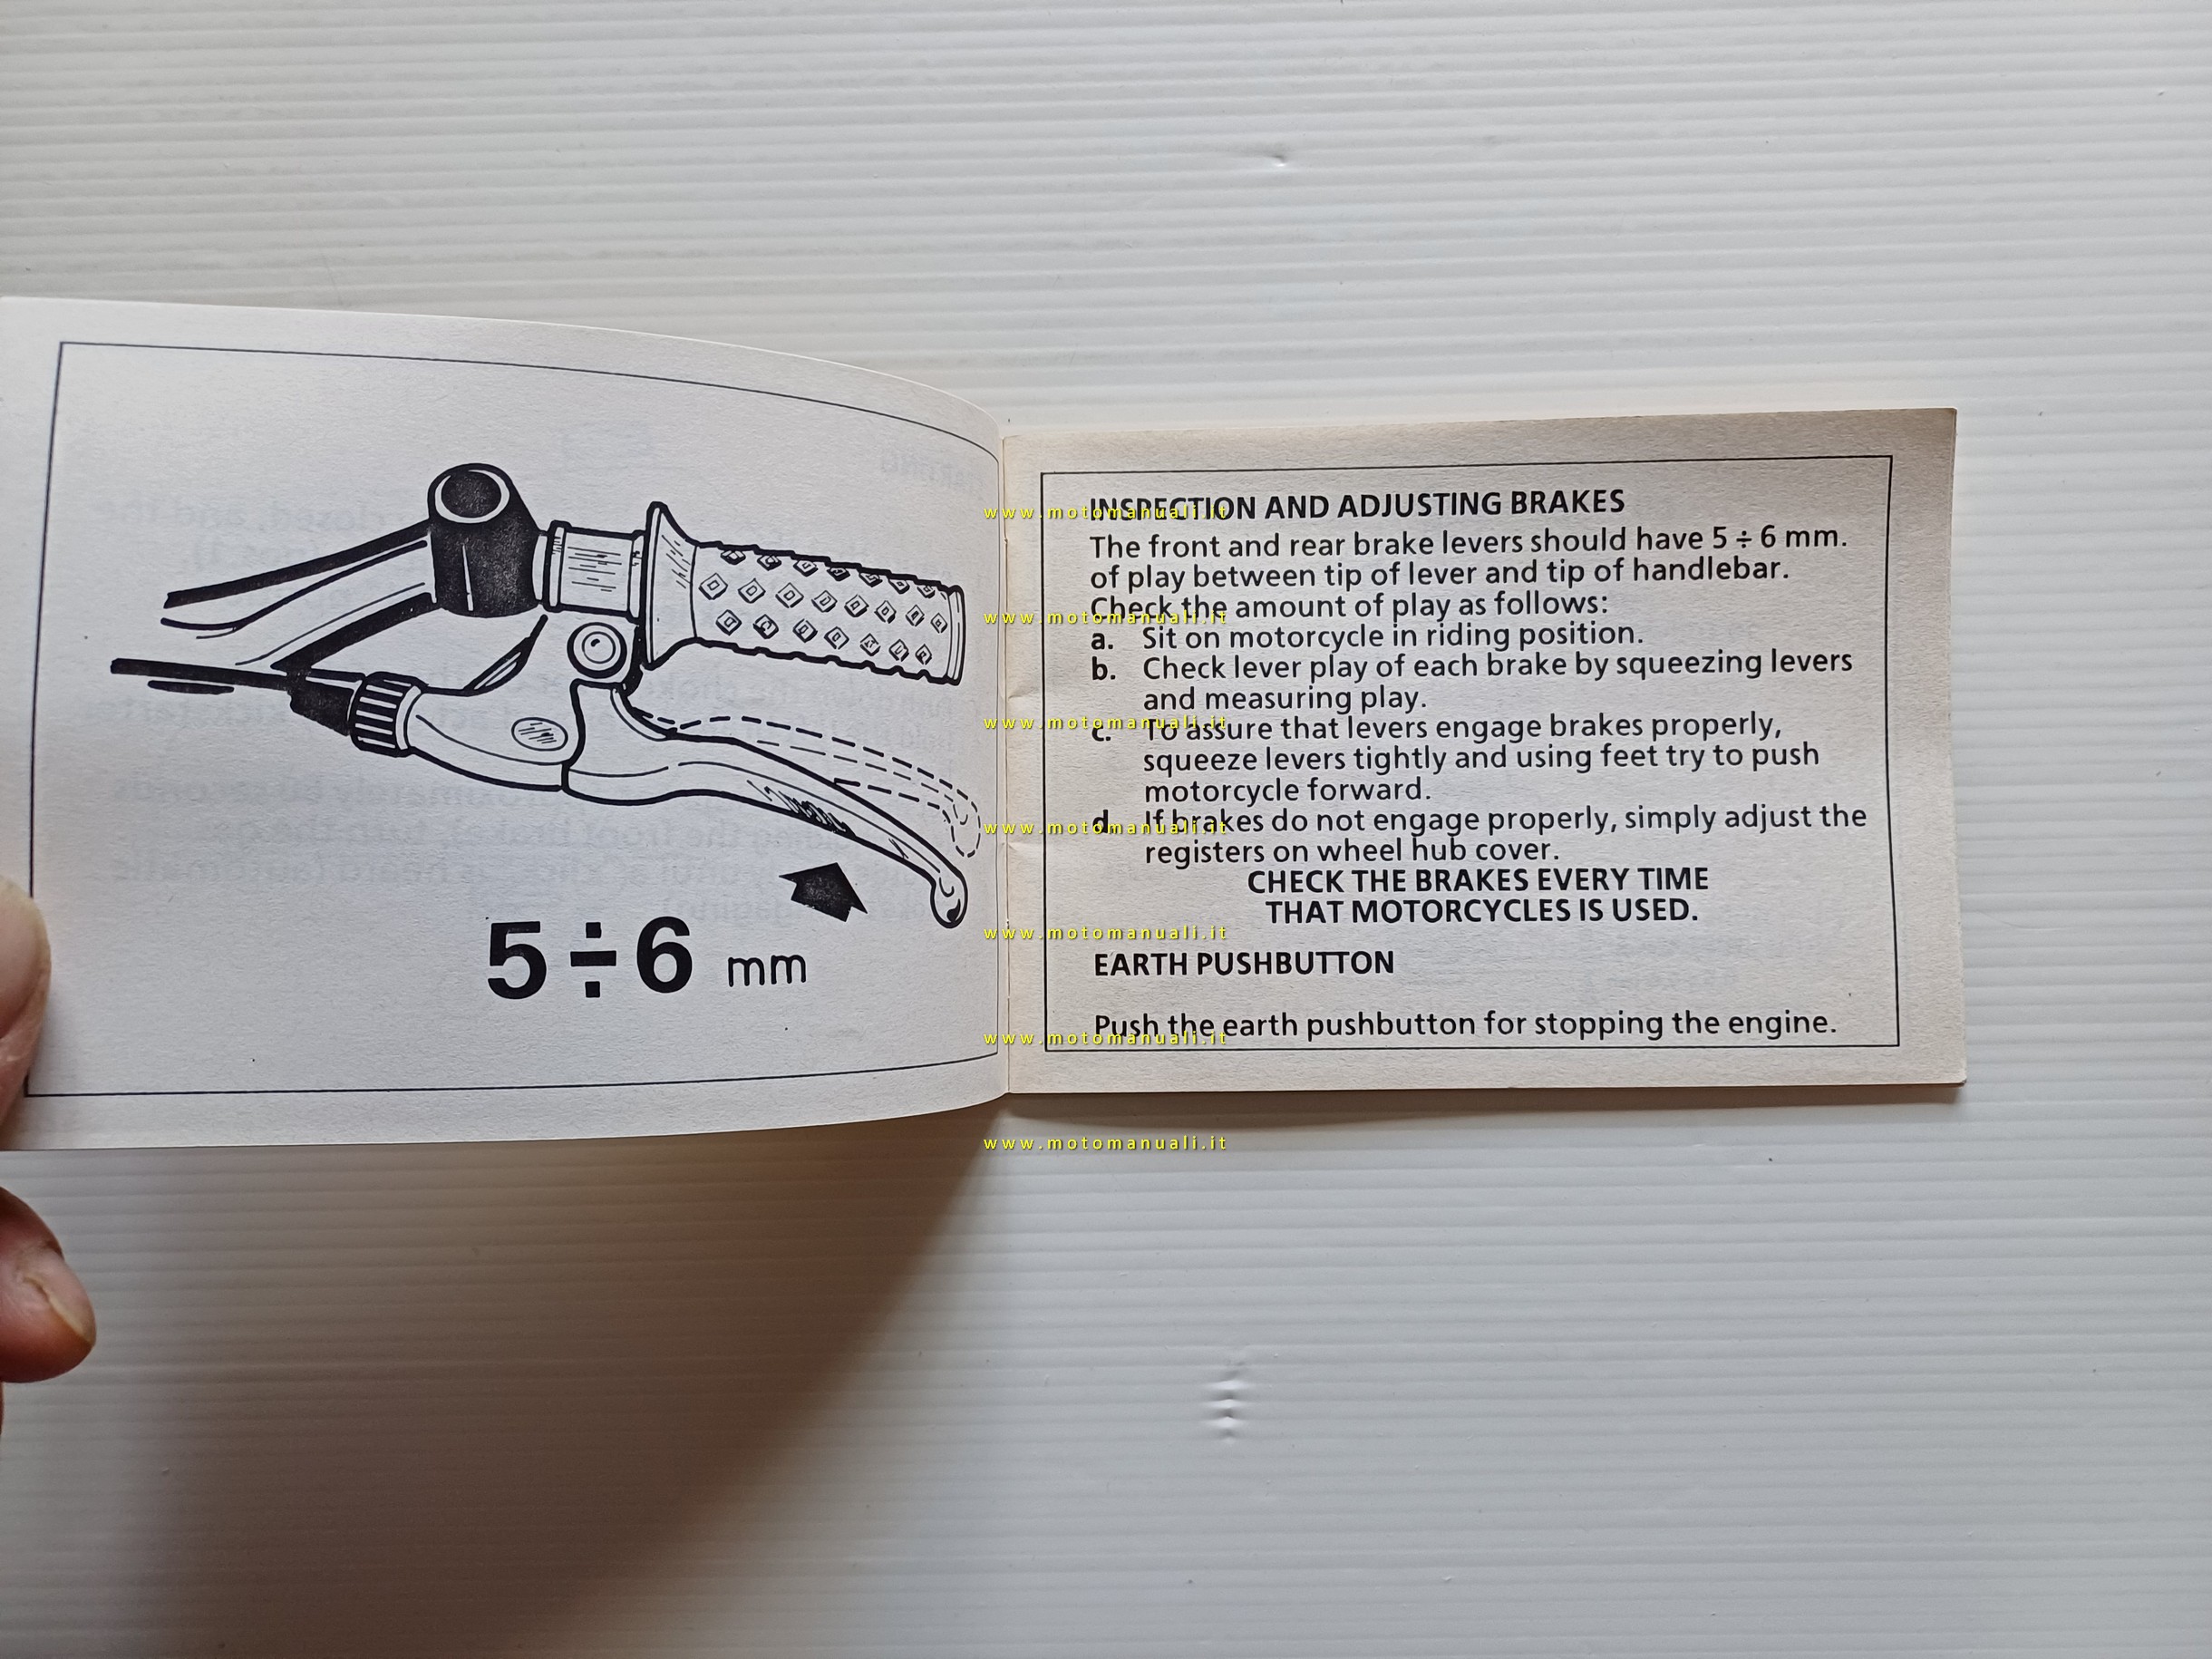 5÷6 mm
INSPECTION AND ADJUSTING BRAKES
The front and rear brake levers should have 5 ÷ 6 mm.
of play between tip of lever and tip of handlebar.
Check the amount of play as follows:
a. Sit on motorcycle in riding position.
b. Check lever play of each brake by squeezing levers
and measuring play.
c. To assure that levers engage brakes properly,
squeeze levers tightly and using feet try to push
motorcycle forward.
d. If brakes do not engage properly, simply adjust the
registers on wheel hub cover.
CHECK THE BRAKES EVERY TIME
THAT MOTORCYCLES IS USED.
EARTH PUSHBUTTON
Push the earth pushbutton for stopping the engine.
www.motomanuali.it
www.motomanuali.it
www.motomanuali.it
www.motomanuali.it
www.motomanuali.it
www.motomanuali.it
www.motomanuali.it